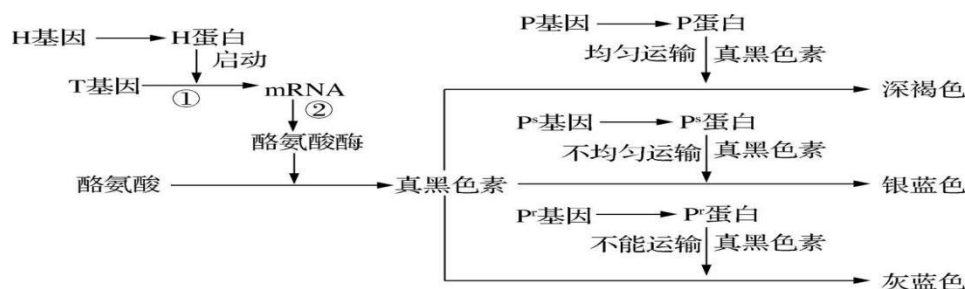 H基因 H蛋白
启动
T基因 ① mRNA
②
酪氨酸酶
酪氨酸 真黑色素
P基因 P蛋白
均匀运输 真黑色素
深褐色
Pˢ基因 Pˢ蛋白
不均匀运输 真黑色素
银蓝色
Pʳ基因 Pʳ蛋白
不能运输 真黑色素
灰蓝色